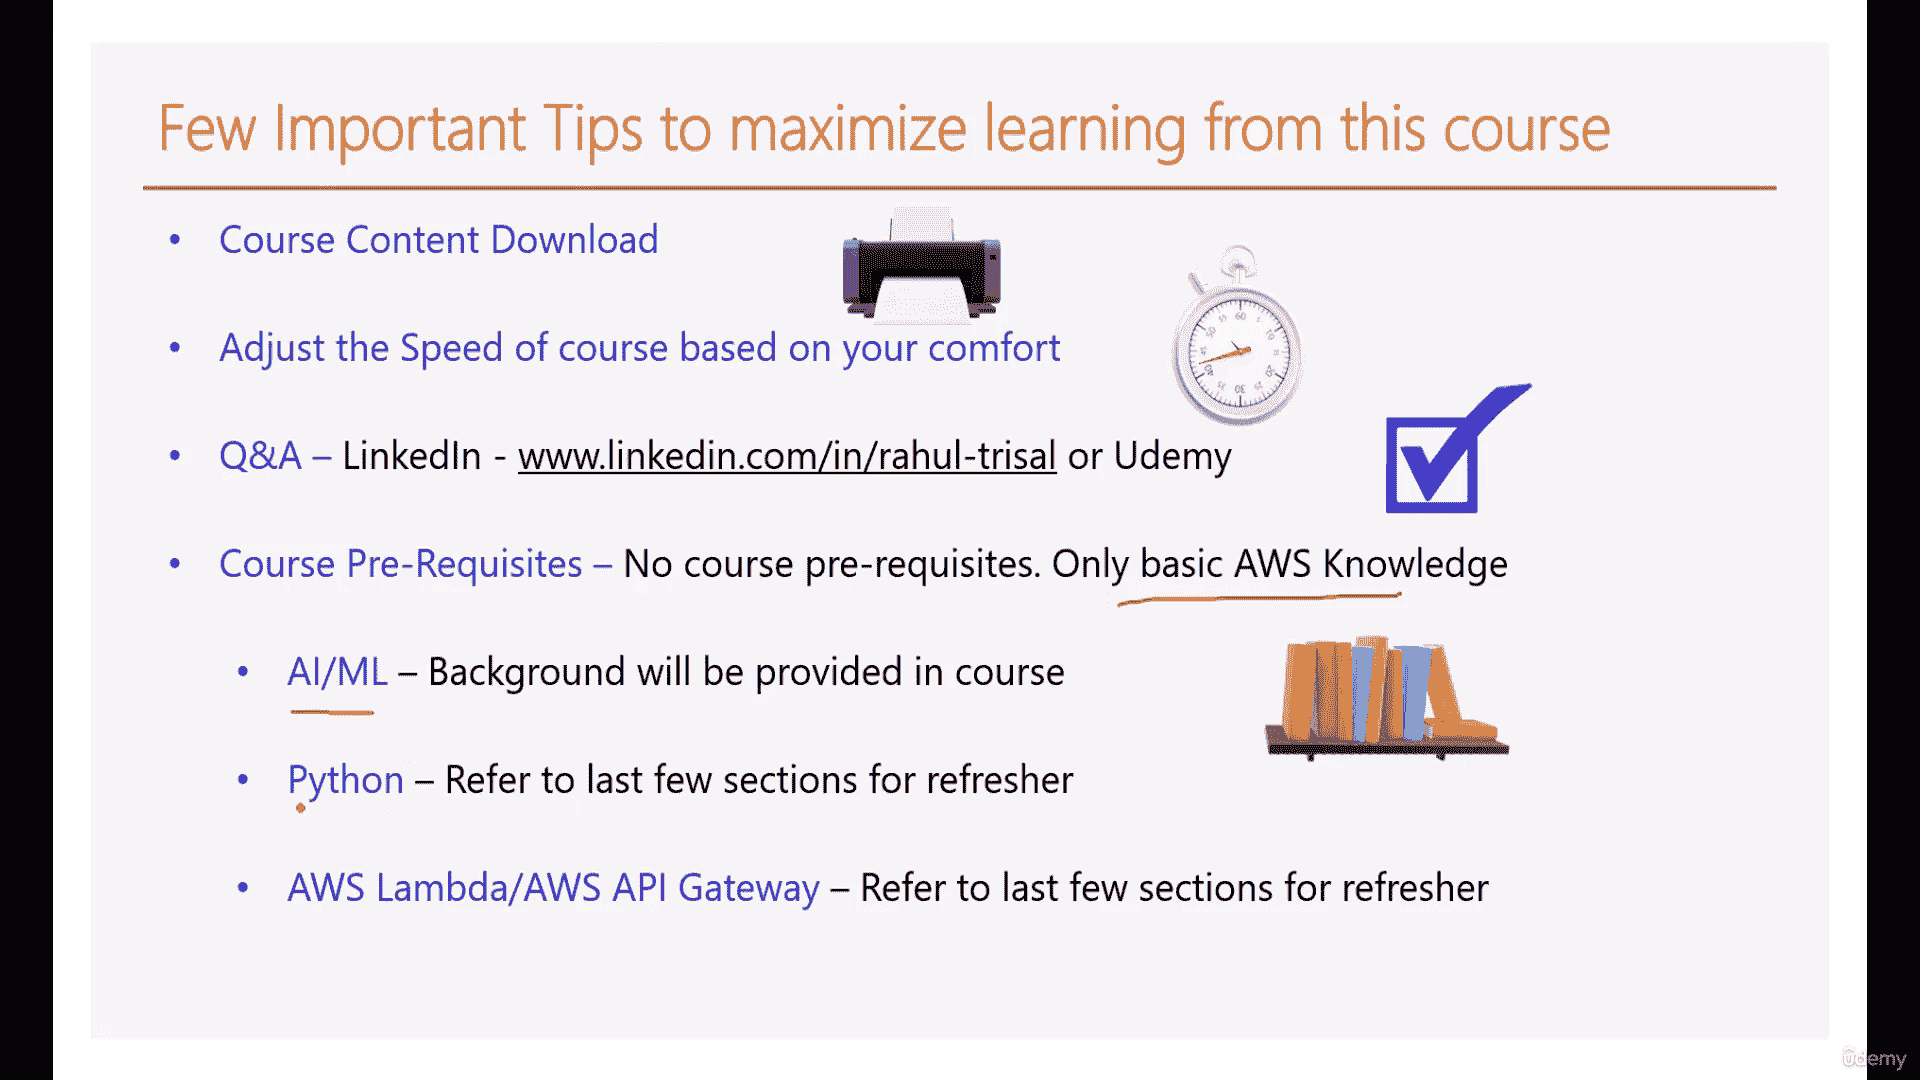 Few Important Tips to maximize learning from this course
• Course Content Download
• Adjust the Speed of course based on your comfort
• Q&A – LinkedIn - www.linkedin.com/in/rahul-trisal or Udemy
• Course Pre-Requisites – No course pre-requisites. Only basic AWS Knowledge
• AI/ML – Background will be provided in course
• Python – Refer to last few sections for refresher
• AWS Lambda/AWS API Gateway – Refer to last few sections for refresher
Udemy